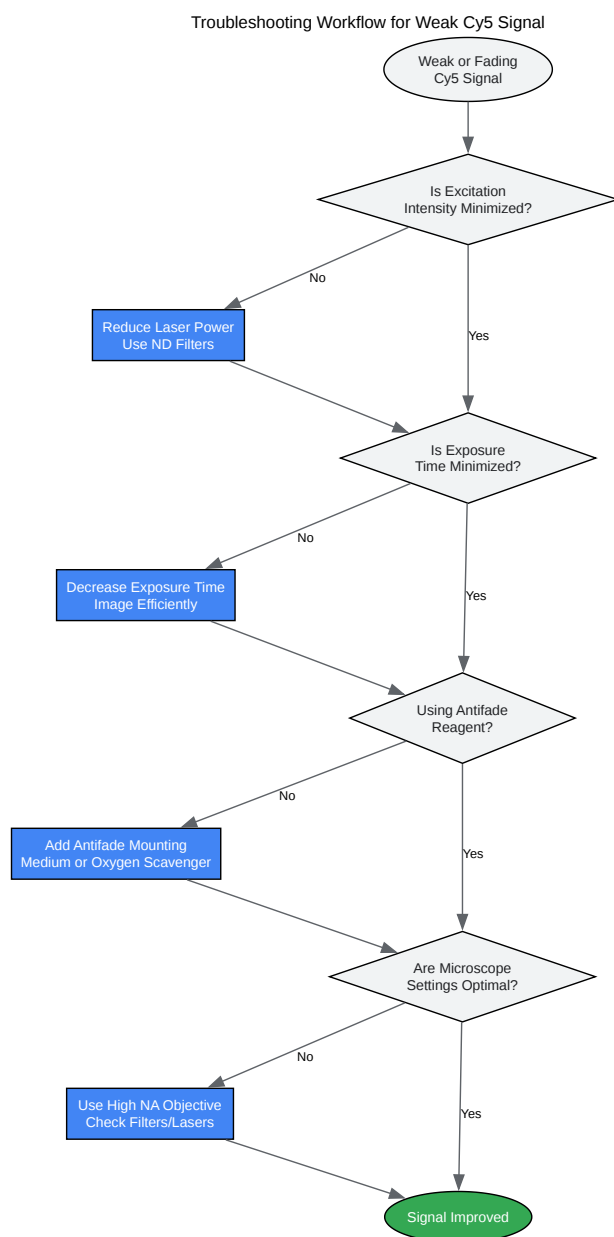 Troubleshooting Workflow for Weak Cy5 Signal
Weak or Fading
Cy5 Signal
Is Excitation
Intensity Minimized?
No
Reduce Laser Power
Use ND Filters
Yes
Is Exposure
Time Minimized?
No
Decrease Exposure Time
Image Efficiently
Yes
Using Antifade
Reagent?
No
Add Antifade Mounting
Medium or Oxygen Scavenger
Yes
Are Microscope
Settings Optimal?
No
Use High NA Objective
Check Filters/Lasers
Yes
Signal Improved